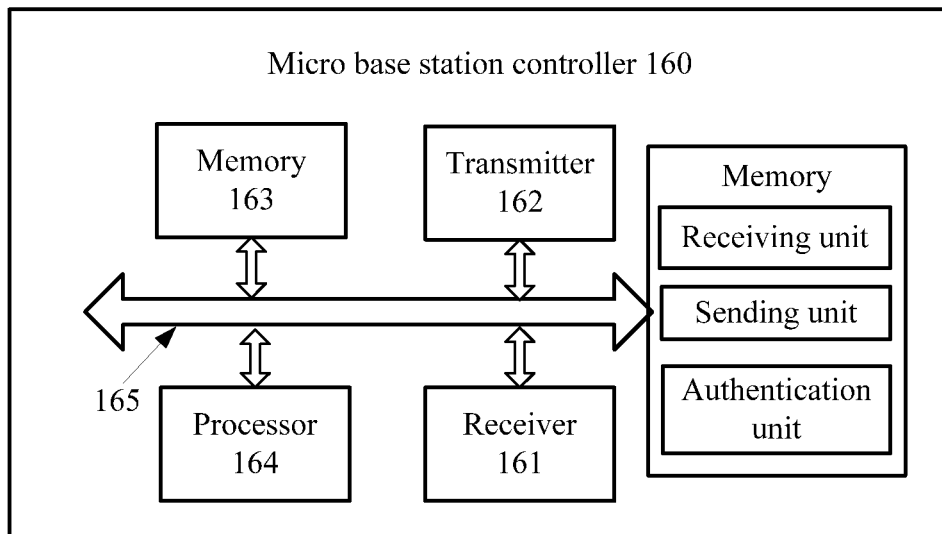 Micro base station controller 160
Memory
163
Transmitter
162
Memory
Receiving unit
Sending unit
Authentication
unit
165
Processor
164
Receiver
161